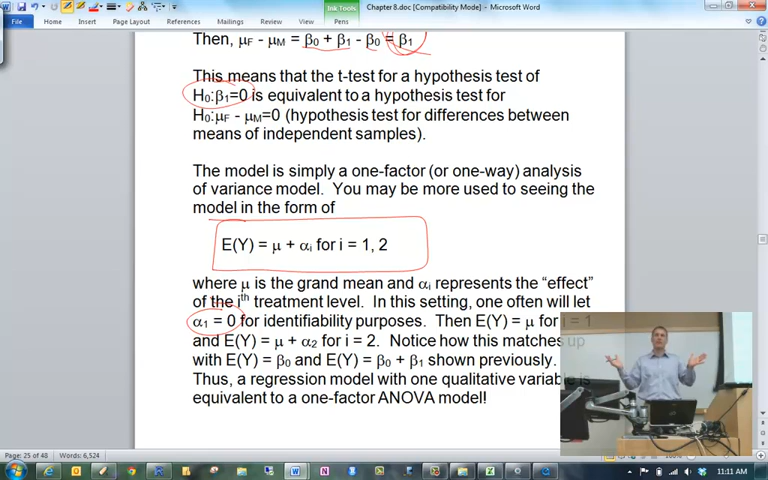 Ink Tools
Chapter 8.doc [Compatibility Mode] - Microsoft Word
File
Home
Insert
Page Layout
References
Mailings
Review
View
Pens
Then, μF - μM = β0 + β1 - β0 = β1
This means that the t-test for a hypothesis test of
H0:β1=0 is equivalent to a hypothesis test for
H0:μF - μM=0 (hypothesis test for differences between
means of independent samples).
The model is simply a one-factor (or one-way) analysis
of variance model. You may be more used to seeing the
model in the form of
E(Y) = μ + αi for i = 1, 2
where μ is the grand mean and αi represents the “effect”
of the ith treatment level. In this setting, one often will let
α1 = 0 for identifiability purposes. Then E(Y) = μ for i = 1
and E(Y) = μ + α2 for i = 2. Notice how this matches up
with E(Y) = β0 and E(Y) = β0 + β1 shown previously.
Thus, a regression model with one qualitative variable is
equivalent to a one-factor ANOVA model!
Page: 25 of 48
Words: 6,524
11:11 AM